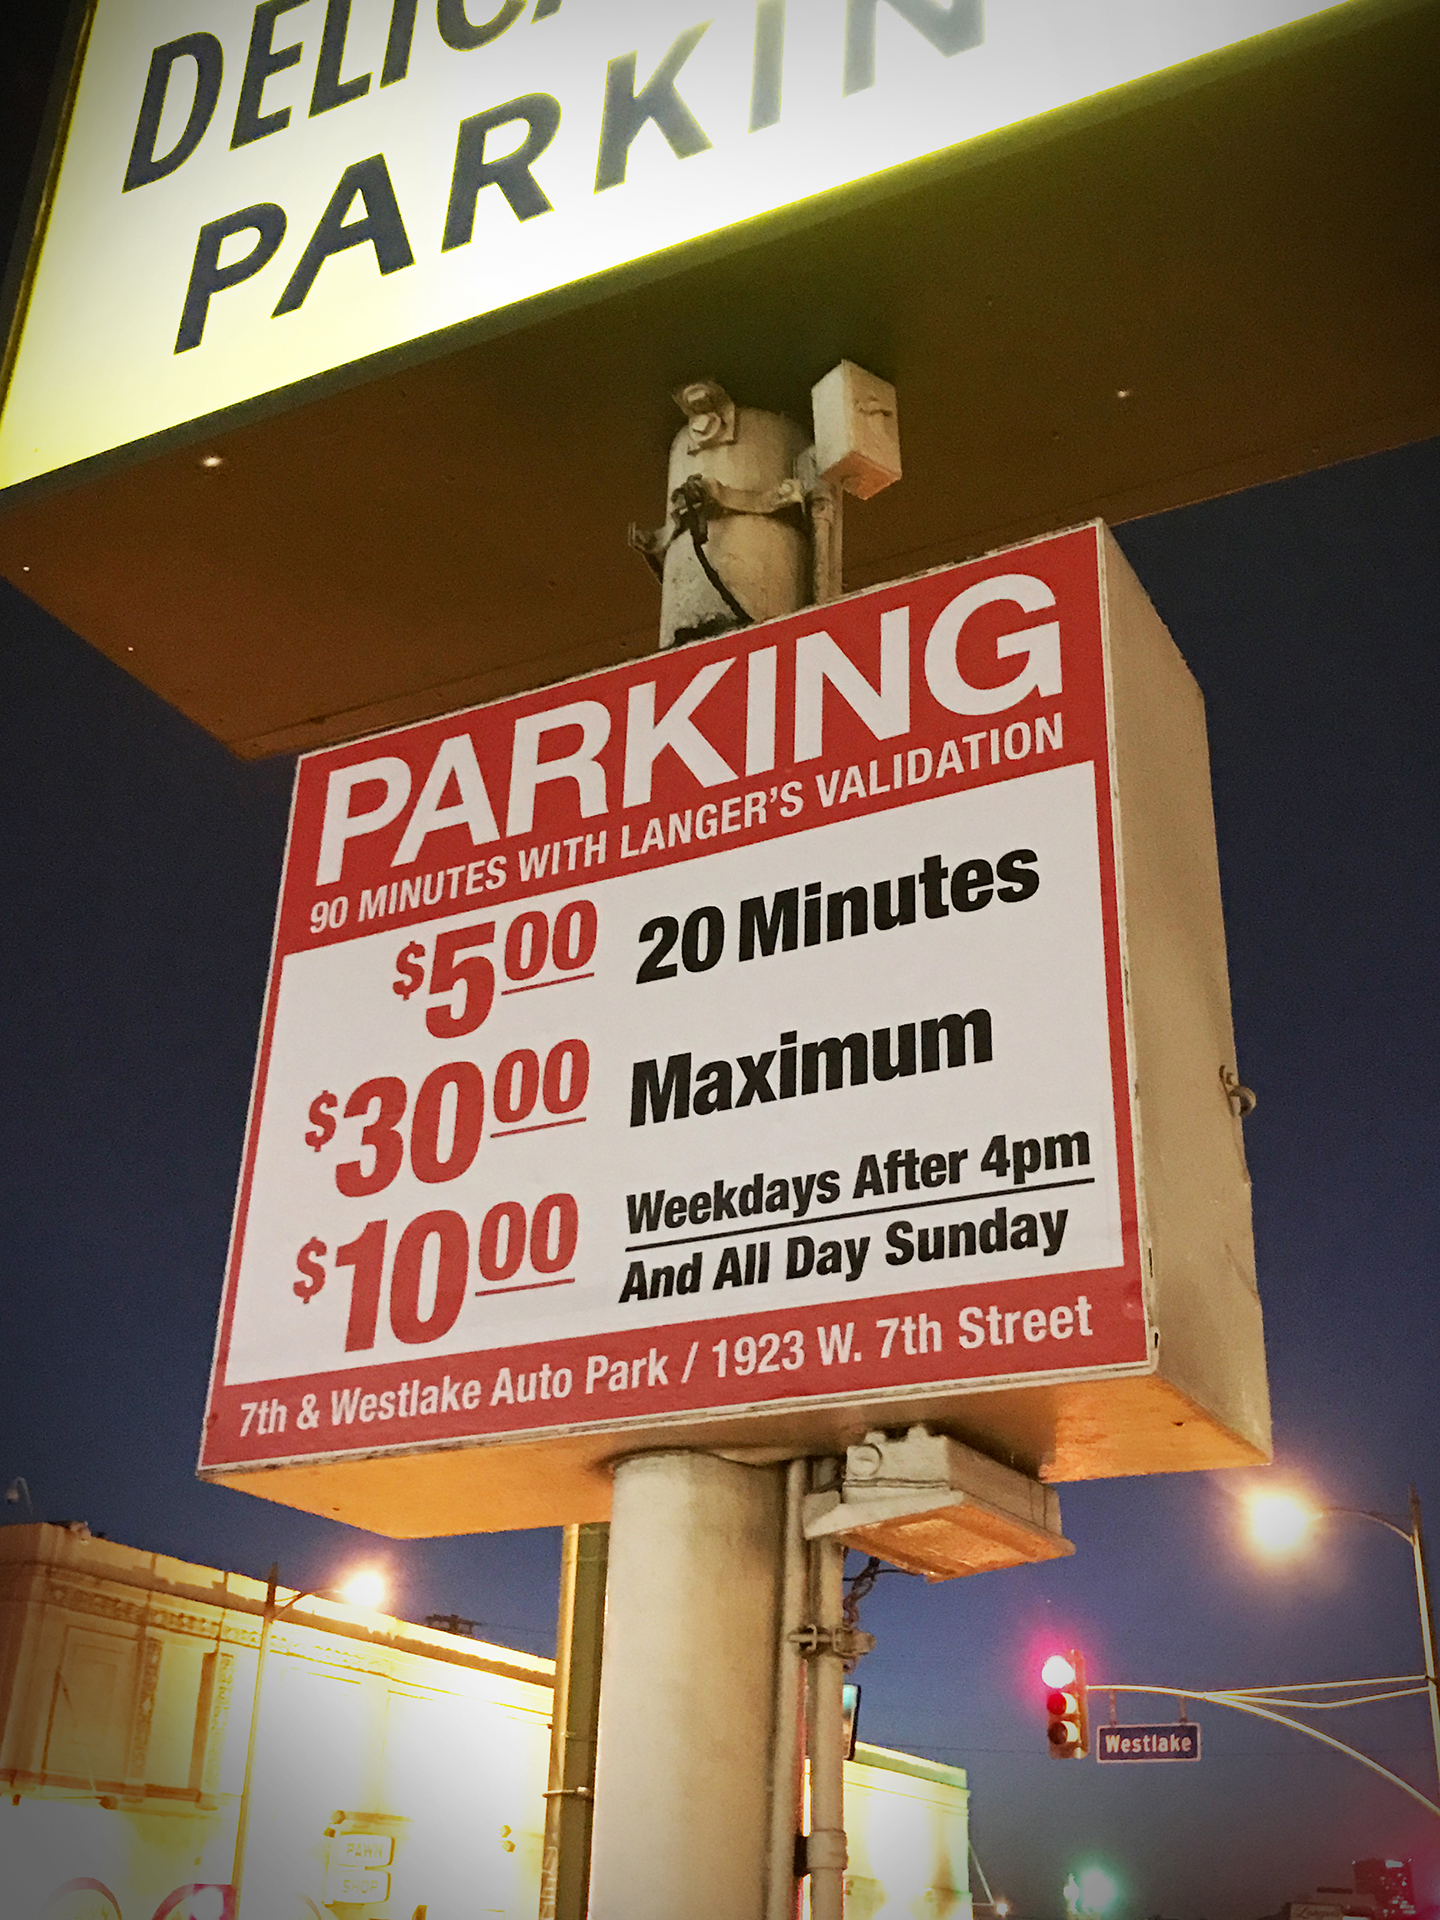 DELICA
PARKIN
PARKING
90 MINUTES WITH LANGER'S VALIDATION
$5.00 20 Minutes
$30.00 Maximum
$10.00 Weekdays After 4pm
And All Day Sunday
7th & Westlake Auto Park / 1923 W. 7th Street
Westlake
PAWN
SHOP